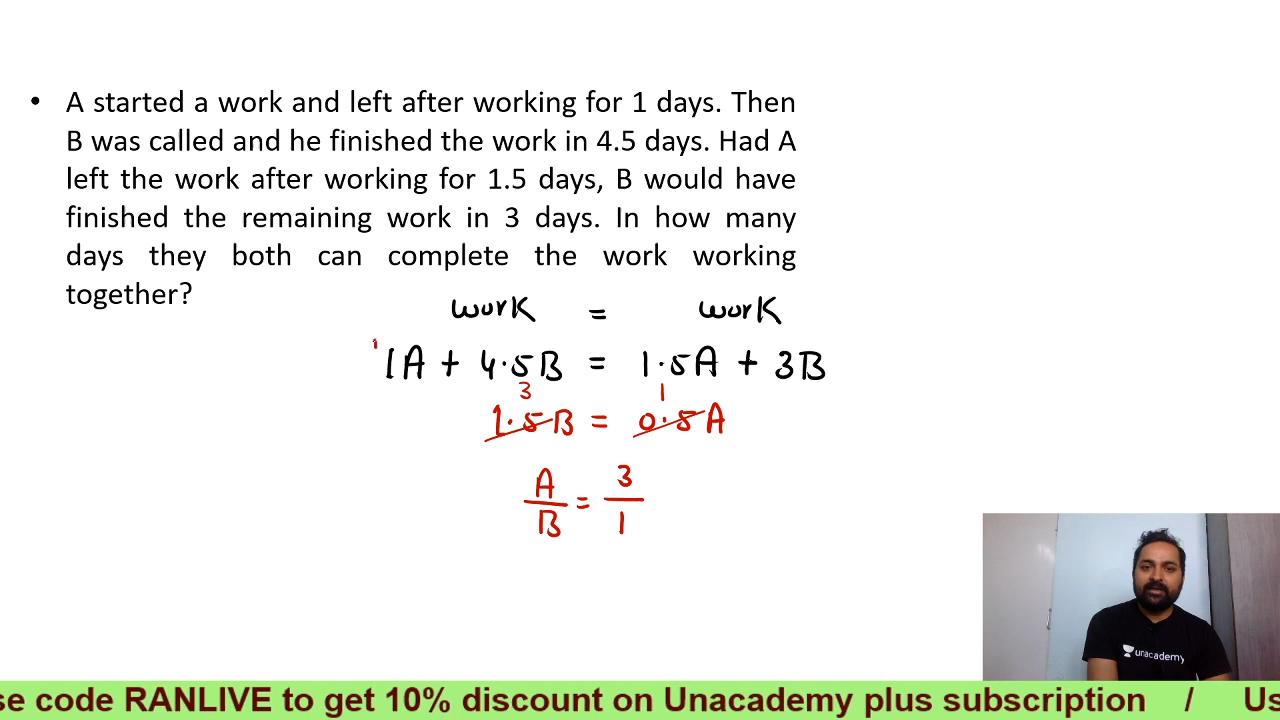 • A started a work and left after working for 1 days. Then
B was called and he finished the work in 4.5 days. Had A
left the work after working for 1.5 days, B would have
finished the remaining work in 3 days. In how many
days they both can complete the work working
together?
work = work
1A + 4.5B = 1.5A + 3B
3 1
1.5B = 0.5A
A/B = 3/1
unacademy
se code RANLIVE to get 10% discount on Unacademy plus subscription / Us